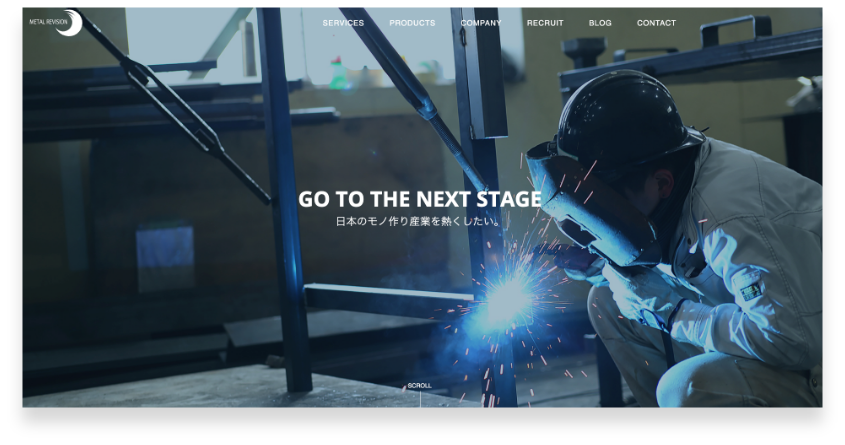 METAL REVISION
SERVICES PRODUCTS COMPANY RECRUIT BLOG CONTACT
GO TO THE NEXT STAGE
日本のモノ作り産業を熱くしたい。
SCROLL